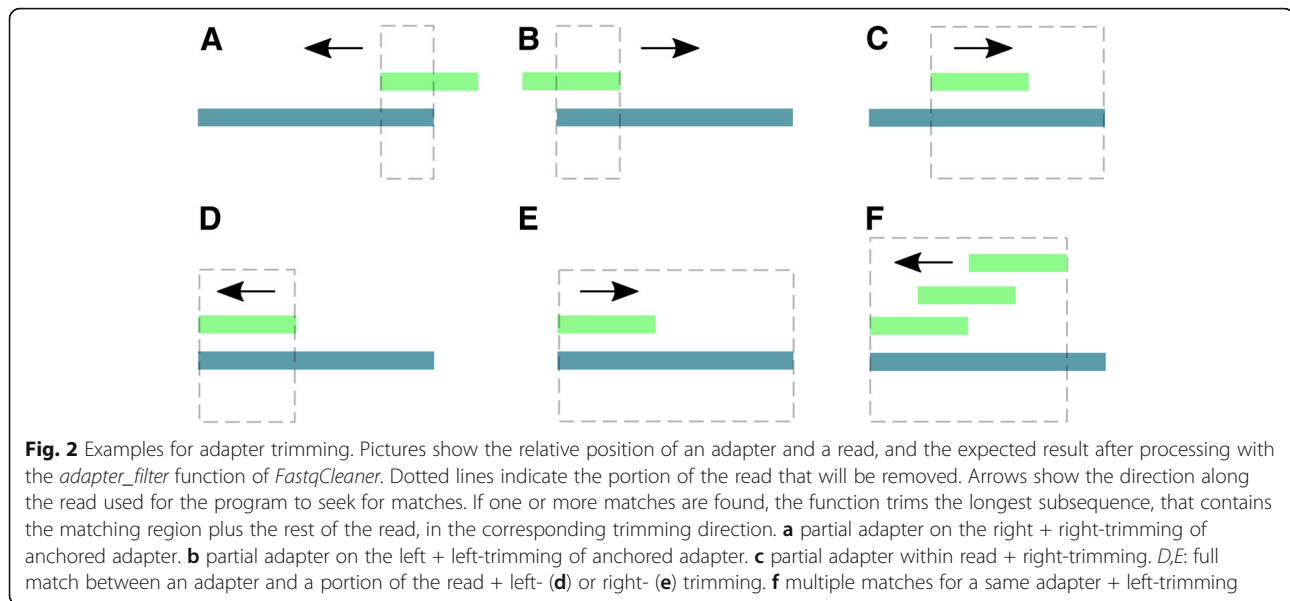 A
B
C
D
E
F
Fig. 2 Examples for adapter trimming. Pictures show the relative position of an adapter and a read, and the expected result after processing with
the adapter_filter function of FastqCleaner. Dotted lines indicate the portion of the read that will be removed. Arrows show the direction along
the read used for the program to seek for matches. If one or more matches are found, the function trims the longest subsequence, that contains
the matching region plus the rest of the read, in the corresponding trimming direction. a partial adapter on the right + right-trimming of
anchored adapter. b partial adapter on the left + left-trimming of anchored adapter. c partial adapter within read + right-trimming. D,E: full
match between an adapter and a portion of the read + left- (d) or right- (e) trimming. f multiple matches for a same adapter + left-trimming